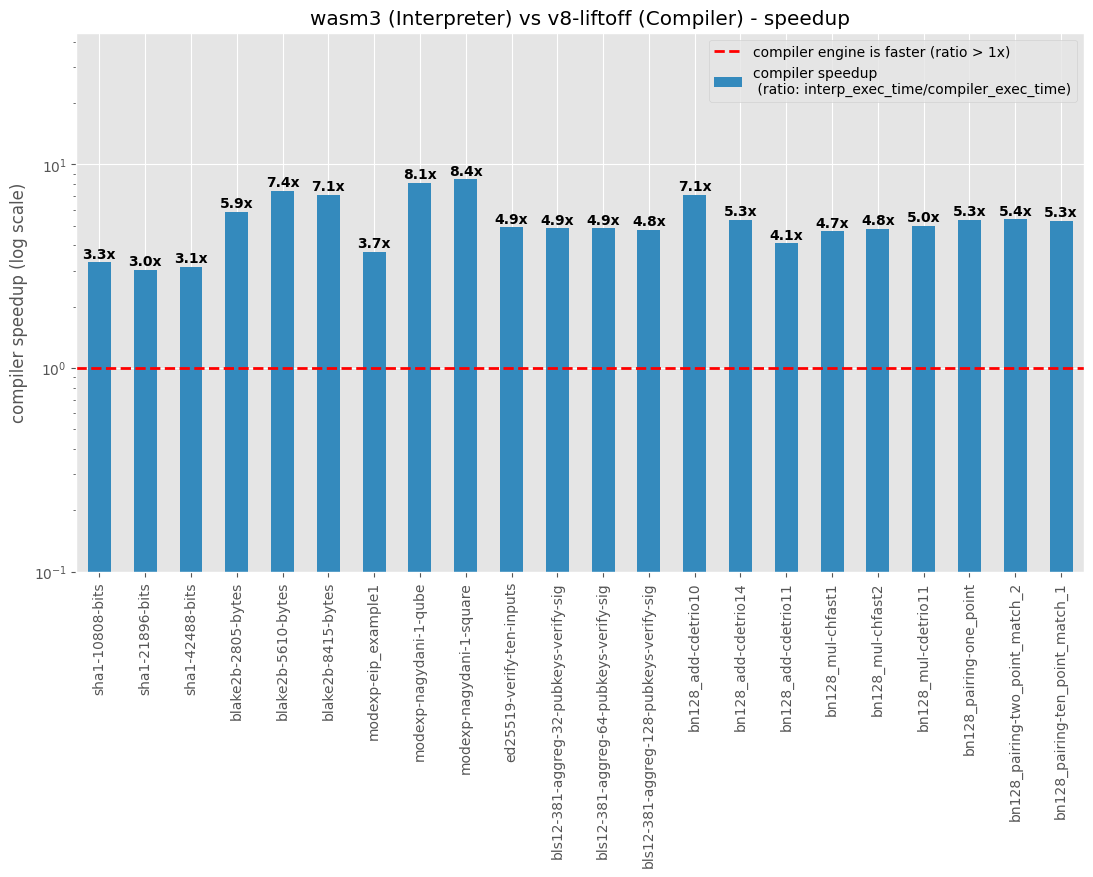 wasm3 (Interpreter) vs v8-liftoff (Compiler) - speedup
compiler engine is faster (ratio > 1x)
compiler speedup
(ratio: interp_exec_time/compiler_exec_time)
compiler speedup (log scale)
10^1
10^0
10^-1
3.3x
3.0x
3.1x
5.9x
7.4x
7.1x
3.7x
8.1x
8.4x
4.9x
4.9x
4.9x
4.8x
7.1x
5.3x
4.1x
4.7x
4.8x
5.0x
5.3x
5.4x
5.3x
sha1-10808-bits
sha1-21896-bits
sha1-42488-bits
blake2b-2805-bytes
blake2b-5610-bytes
blake2b-8415-bytes
modexp-eip_example1
modexp-nagydani-1-qube
modexp-nagydani-1-square
ed25519-verify-ten-inputs
bls12-381-aggreg-32-pubkeys-verify-sig
bls12-381-aggreg-64-pubkeys-verify-sig
bls12-381-aggreg-128-pubkeys-verify-sig
bn128_add-cdetrio10
bn128_add-cdetrio14
bn128_add-cdetrio11
bn128_mul-chfast1
bn128_mul-chfast2
bn128_mul-cdetrio11
bn128_pairing-one_point
bn128_pairing-two_point_match_2
bn128_pairing-ten_point_match_1